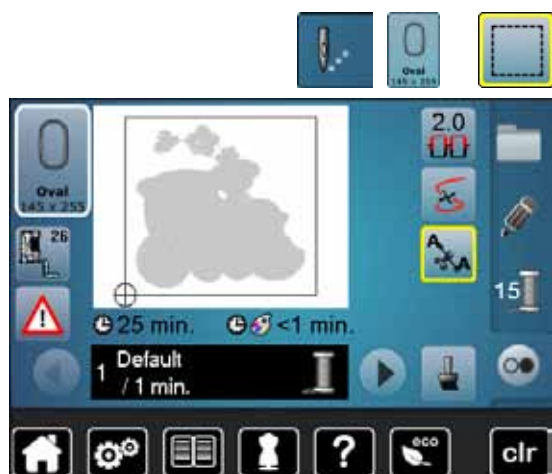 Oval
145 x 255
2.0
Oval
145 x 255
26
A
A
15
25 min.
<1 min.
1 Default
/ 1 min.
?
eco
clr